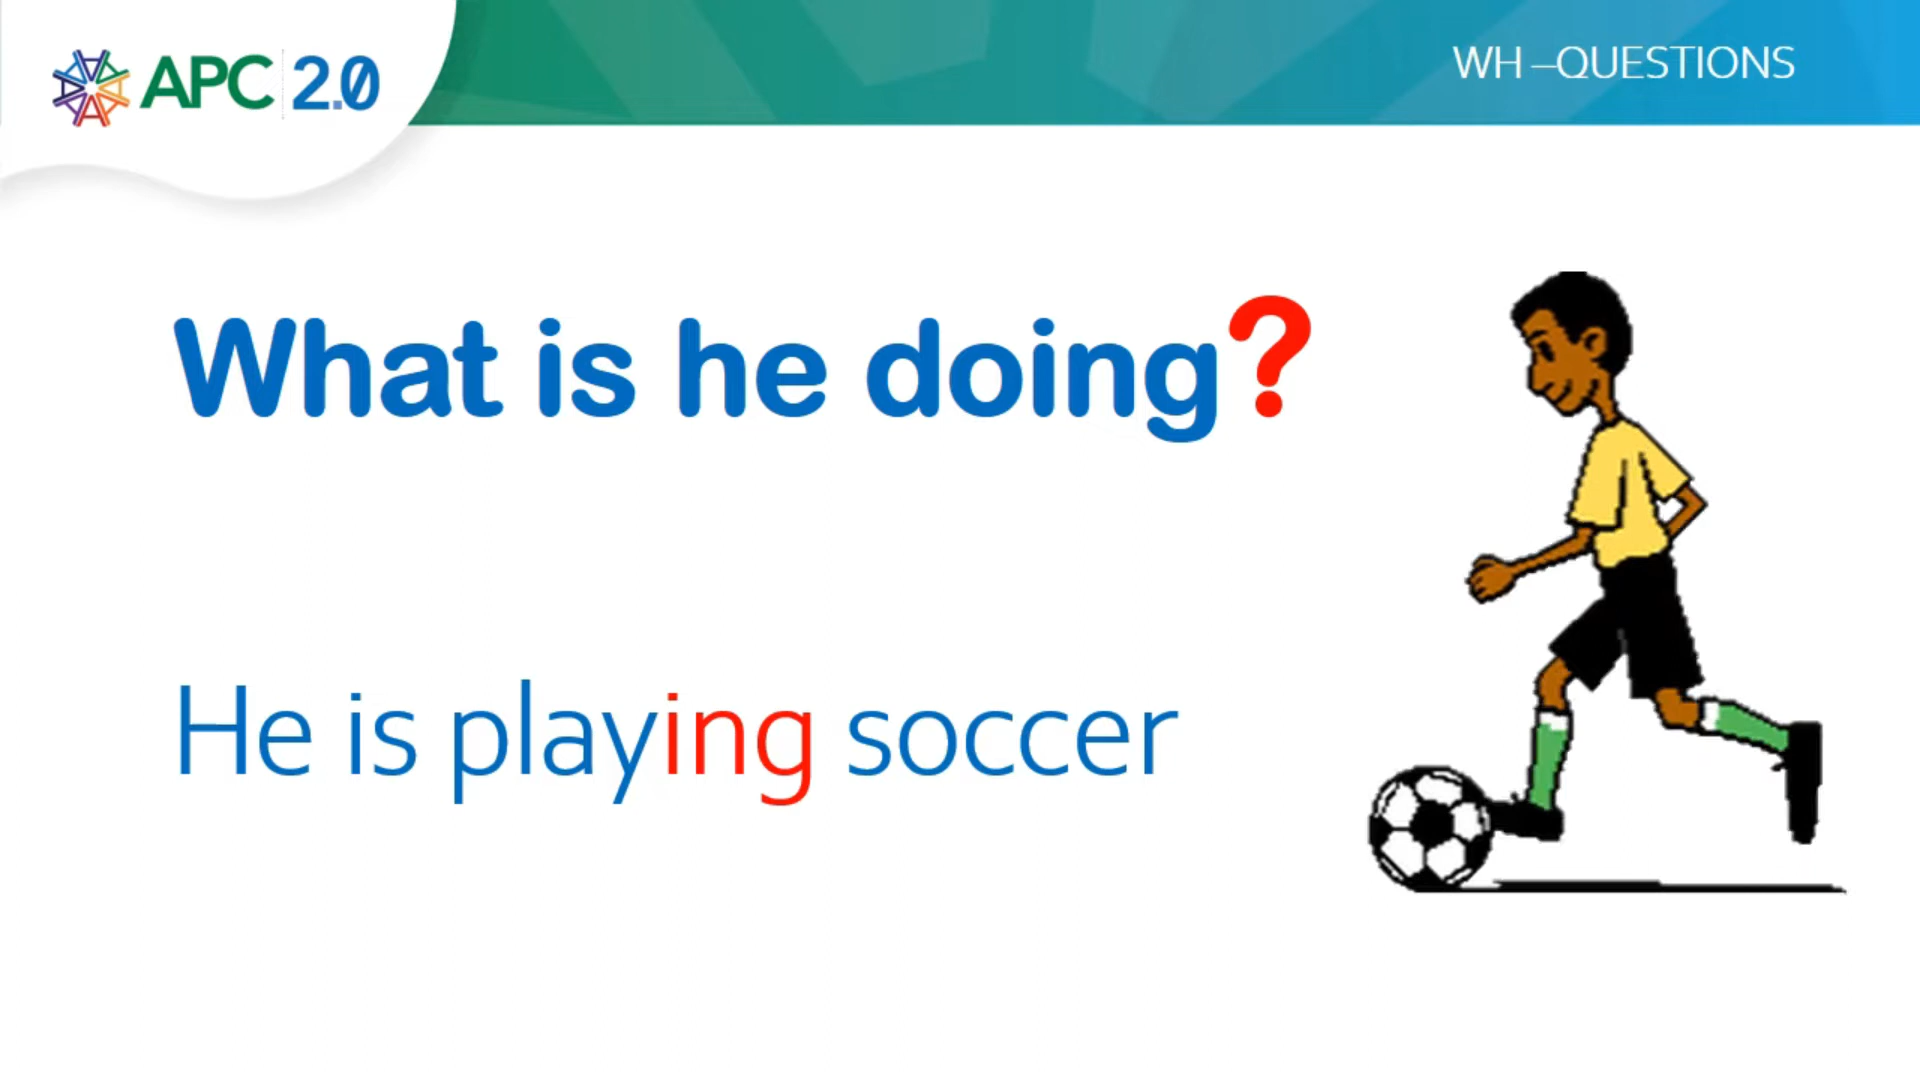 APC 2.0
WH –QUESTIONS
What is he doing?
He is playing soccer